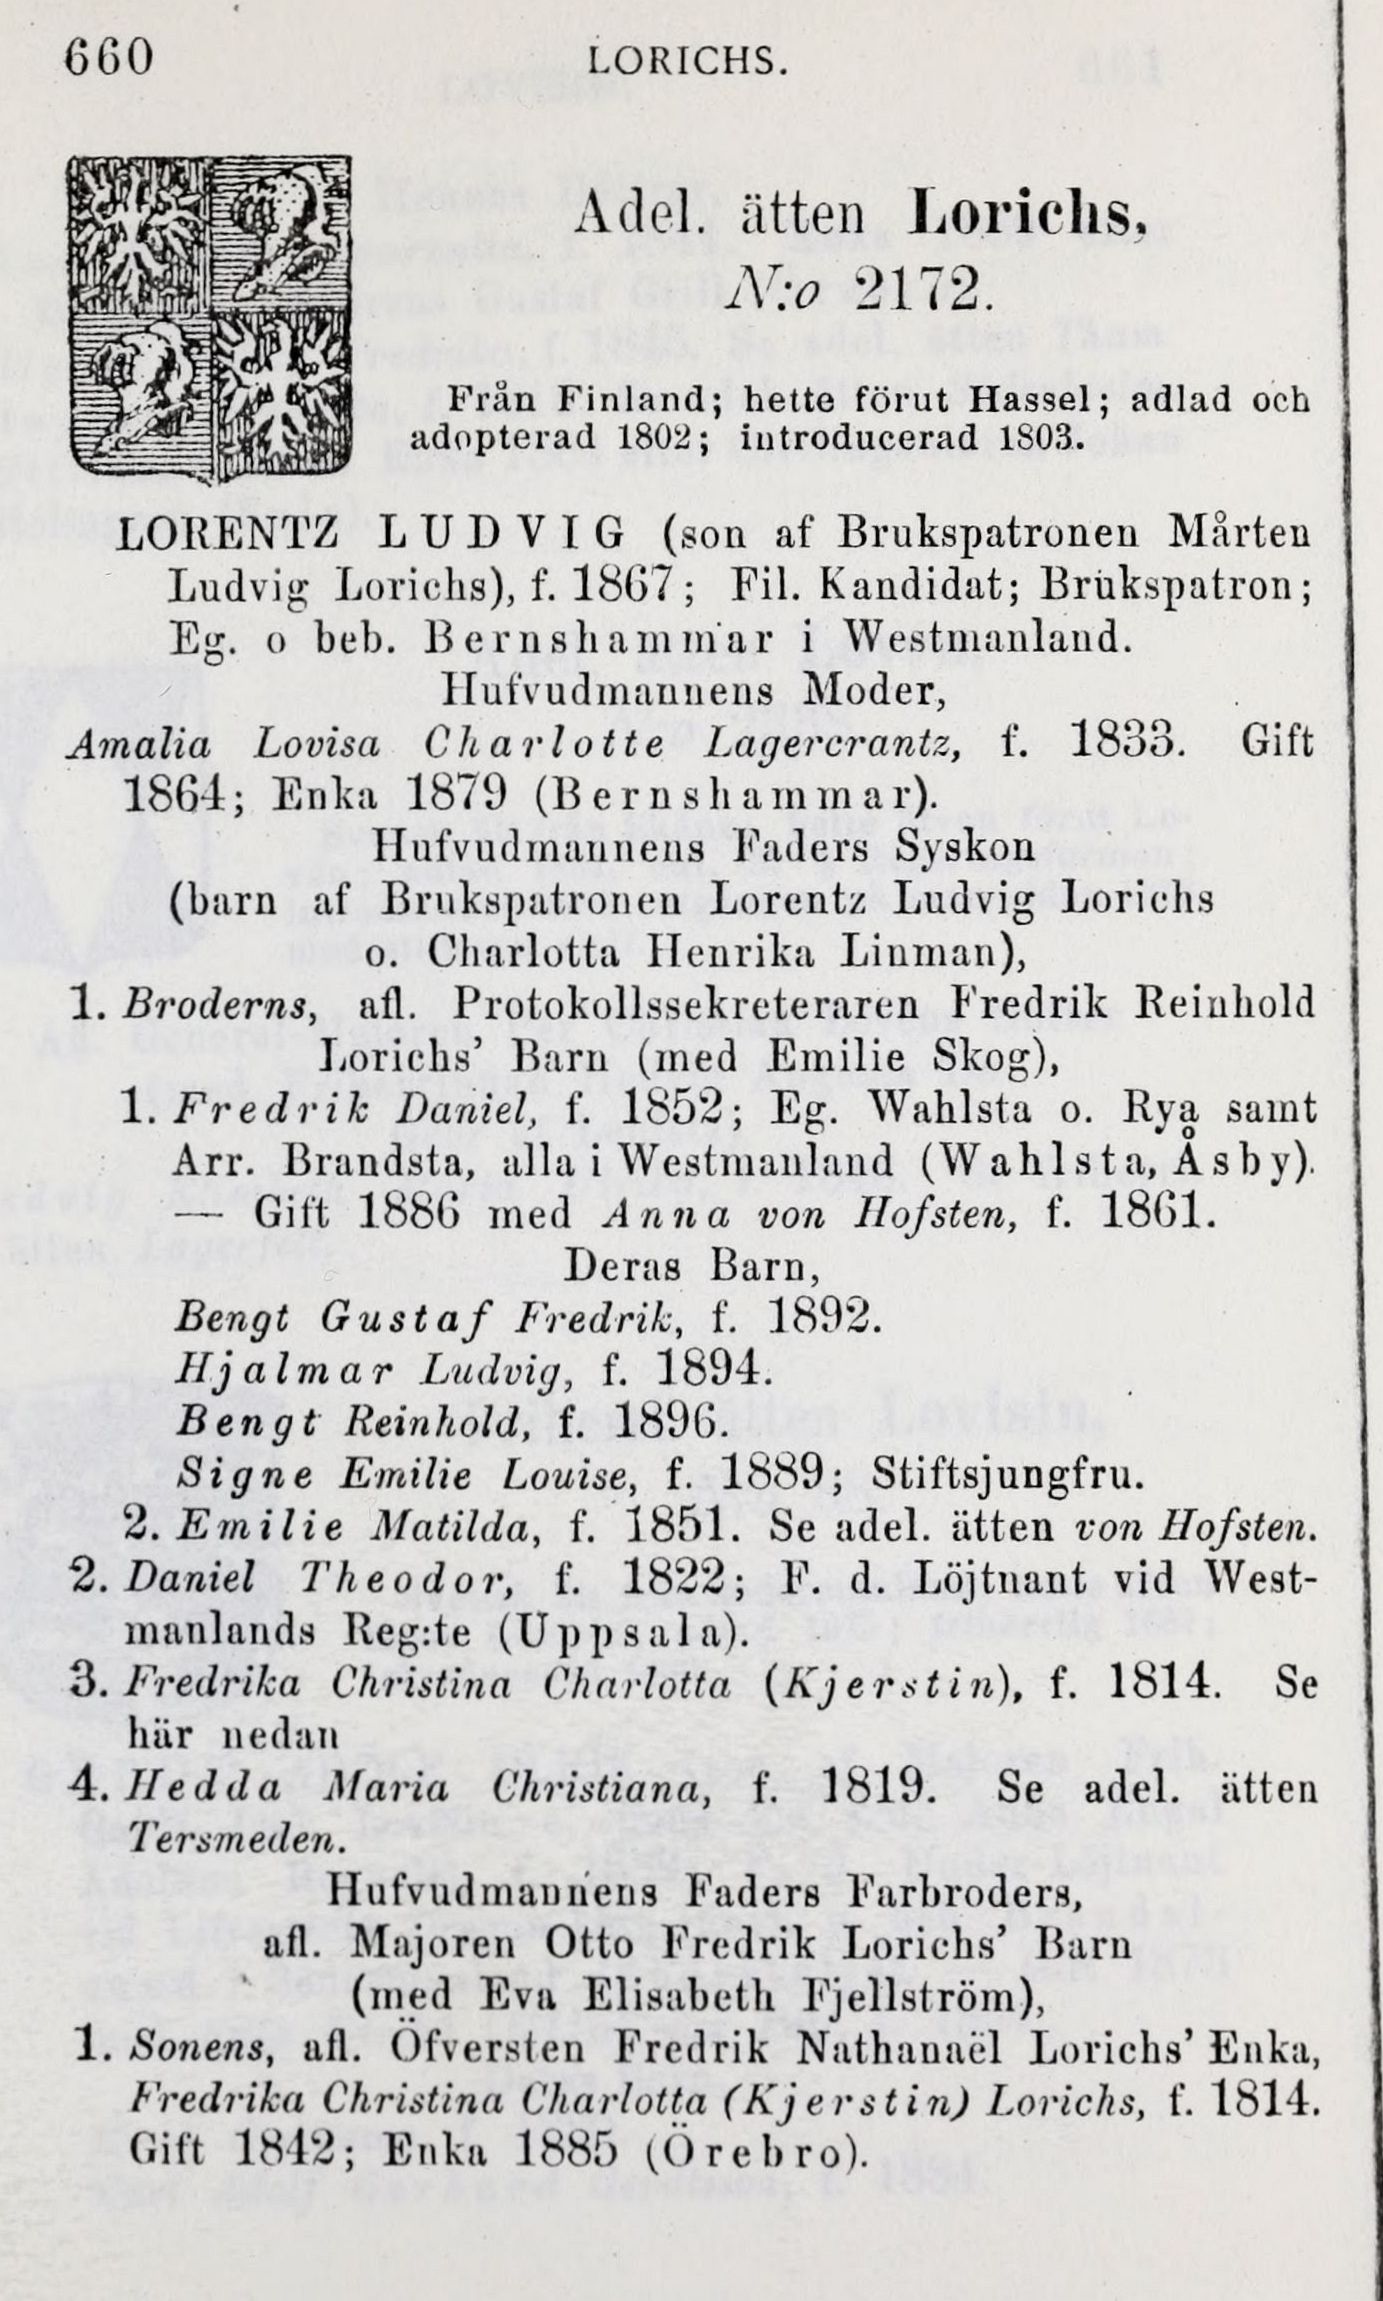 660
LORICHS.
Adel. ätten Lorichs,
N:o 2172.
Från Finland; hette förut Hassel; adlad och
adopterad 1802; introducerad 1803.
LORENTZ LUDVIG (son af Brukspatronen Mårten
Ludvig Lorichs), f. 1867; Fil. Kandidat; Brukspatron;
Eg. o beb. Bernshammar i Westmanland.
Hufvudmannens Moder,
Amalia Lovisa Charlotte Lagercrantz, f. 1833. Gift
1864; Enka 1879 (Bernshammar).
Hufvudmannens Faders Syskon
(barn af Brukspatronen Lorentz Ludvig Lorichs
o. Charlotta Henrika Linman),
1. Broderns, afl. Protokollssekreteraren Fredrik Reinhold
Lorichs' Barn (med Emilie Skog),
1. Fredrik Daniel, f. 1852; Eg. Wahlsta o. Rya samt
Arr. Brandsta, alla i Westmanland (Wahlsta, Åsby).
— Gift 1886 med Anna von Hofsten, f. 1861.
Deras Barn,
Bengt Gustaf Fredrik, f. 1892.
Hjalmar Ludvig, f. 1894.
Bengt Reinhold, f. 1896.
Signe Emilie Louise, f. 1889; Stiftsjungfru.
2. Emilie Matilda, f. 1851. Se adel. ätten von Hofsten.
2. Daniel Theodor, f. 1822; F. d. Löjtnant vid West-
manlands Reg:te (Uppsala).
3. Fredrika Christina Charlotta (Kjerstin), f. 1814. Se
här nedan
4. Hedda Maria Christiana, f. 1819. Se adel. ätten
Tersmeden.
Hufvudmannens Faders Farbroders,
afl. Majoren Otto Fredrik Lorichs' Barn
(med Eva Elisabeth Fjellström),
1. Sonens, afl. Öfversten Fredrik Nathanaël Lorichs' Enka,
Fredrika Christina Charlotta (Kjerstin) Lorichs, f. 1814.
Gift 1842; Enka 1885 (Örebro).